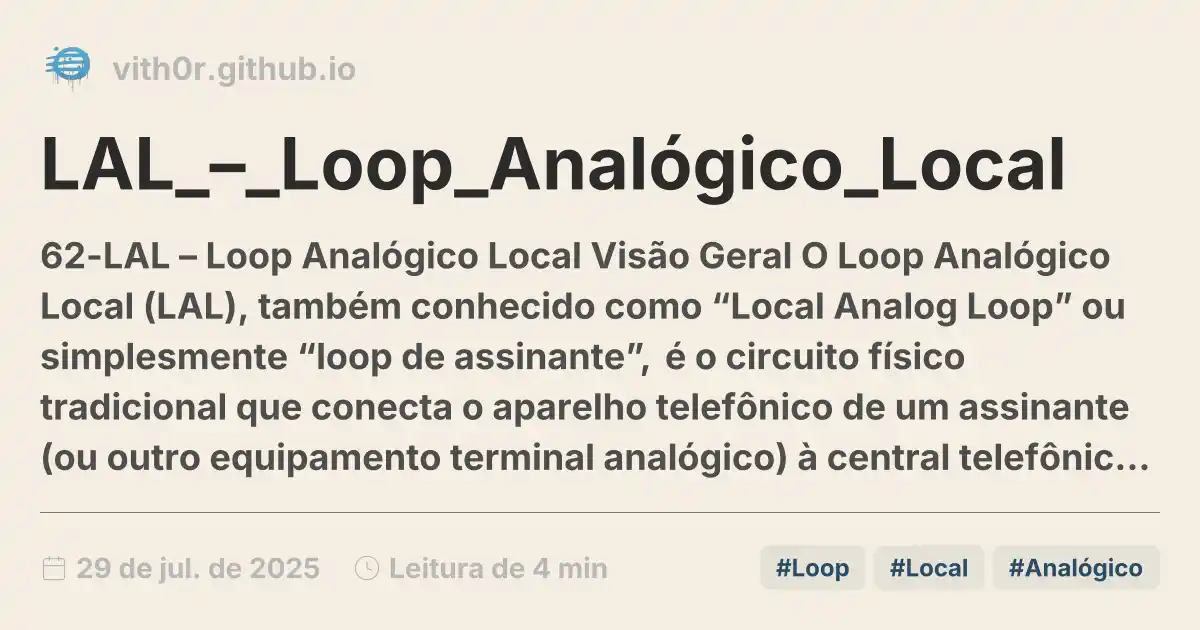 vith0r.github.io
LAL_–_Loop_Analógico_Local
62-LAL – Loop Analógico Local Visão Geral O Loop Analógico
Local (LAL), também conhecido como “Local Analog Loop” ou
simplesmente “loop de assinante”, é o circuito físico
tradicional que conecta o aparelho telefônico de um assinante
(ou outro equipamento terminal analógico) à central telefônic...
29 de jul. de 2025 Leitura de 4 min #Loop #Local #Analógico